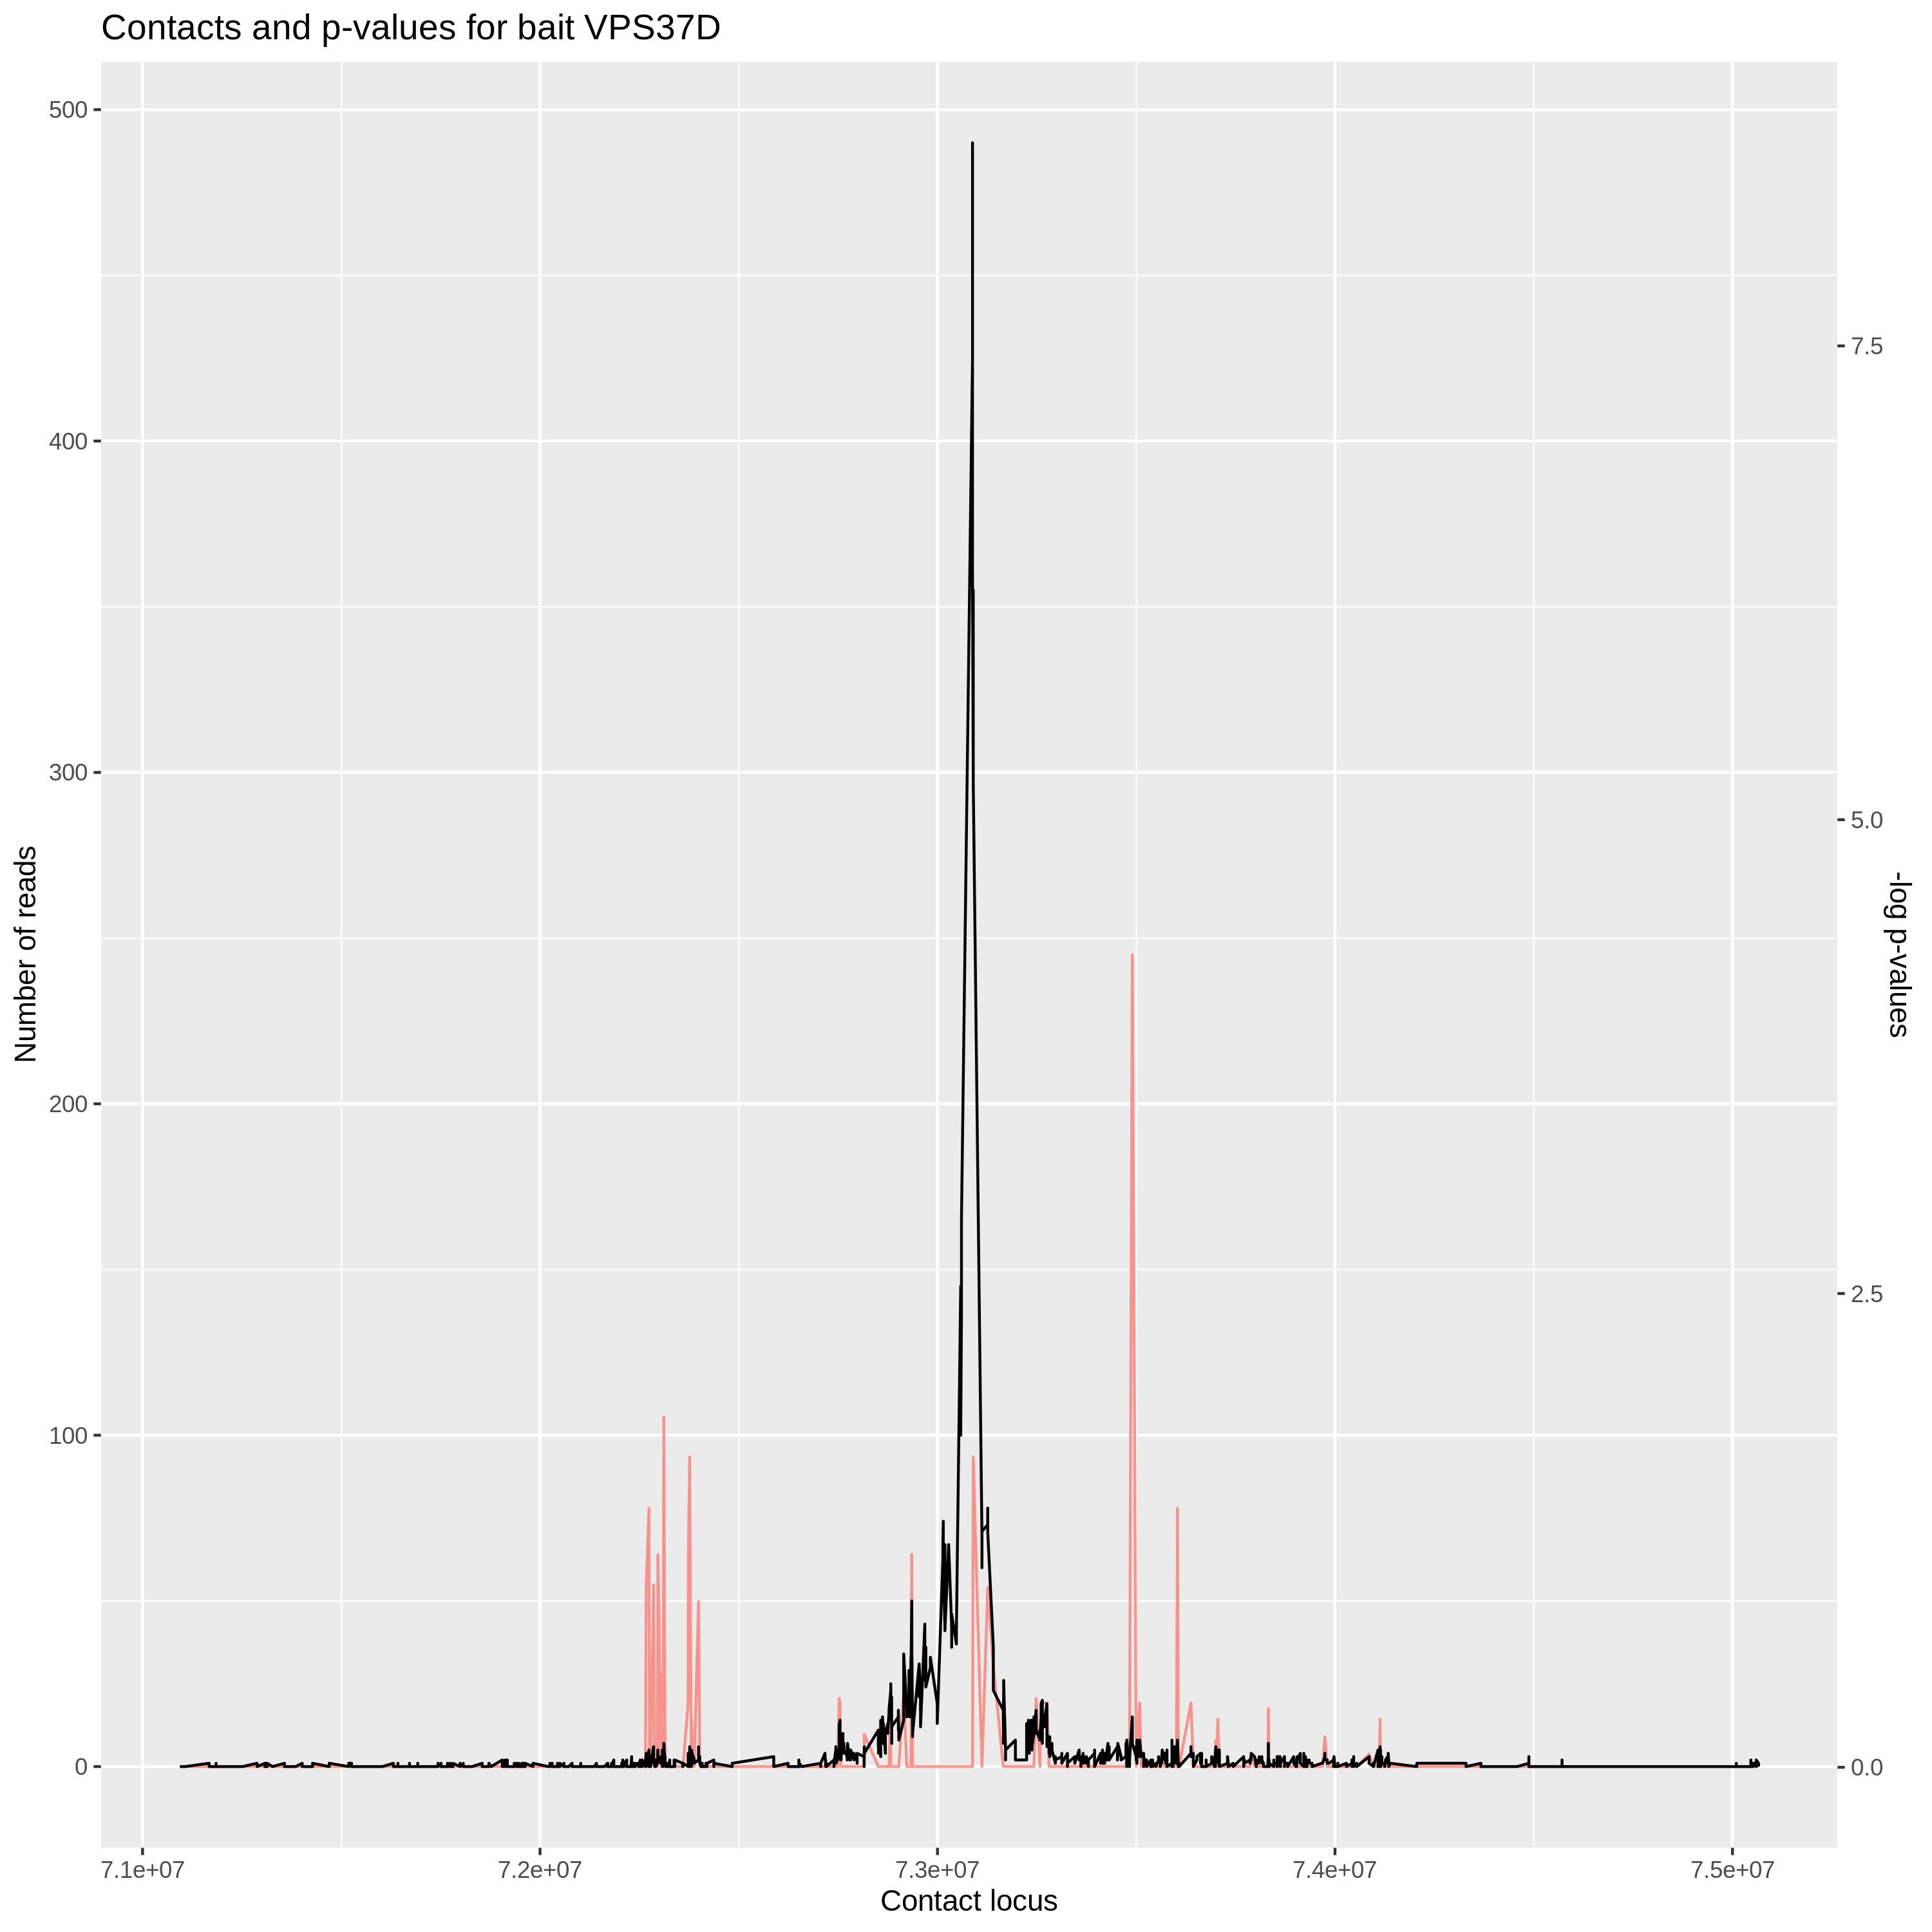 Contacts and p-values for bait VPS37D
500
400
300
200
100
0
Number of reads
7.5
5.0
2.5
0.0
-log p-values
7.1e+07
7.2e+07
7.3e+07
7.4e+07
7.5e+07
Contact locus